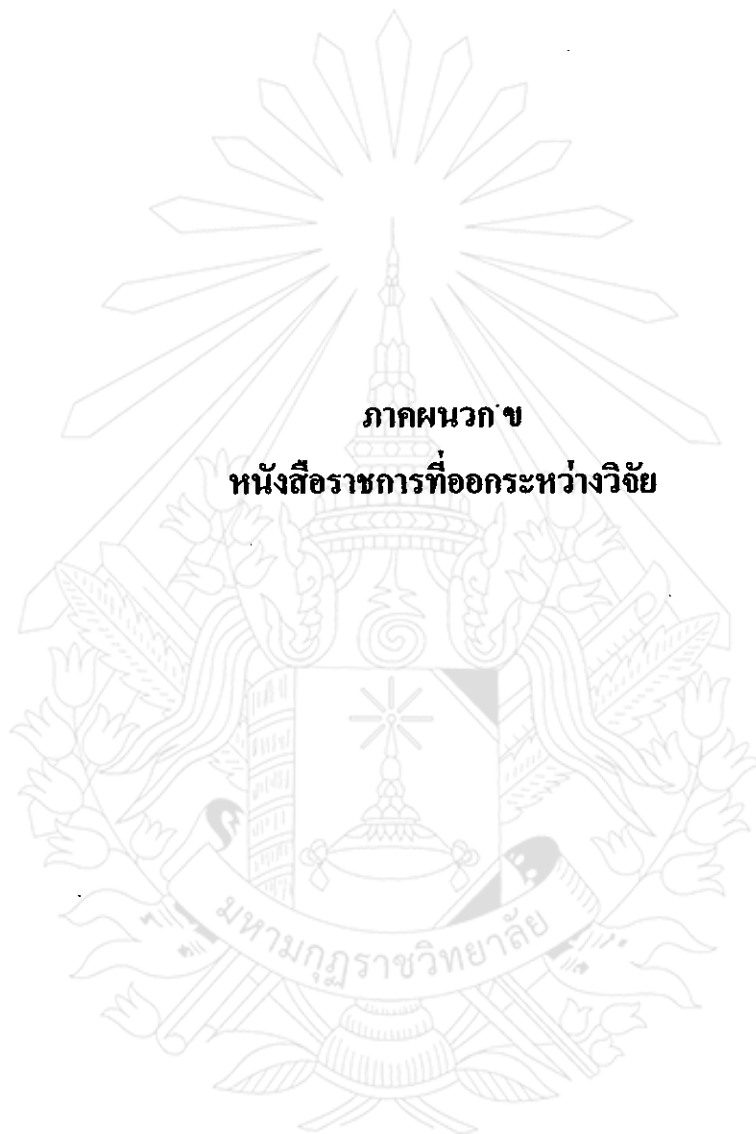 ภาคผนวก ข
หนังสือราชการที่ออกระหว่างวิจัย
มหามกุฏราชวิทยาลัย